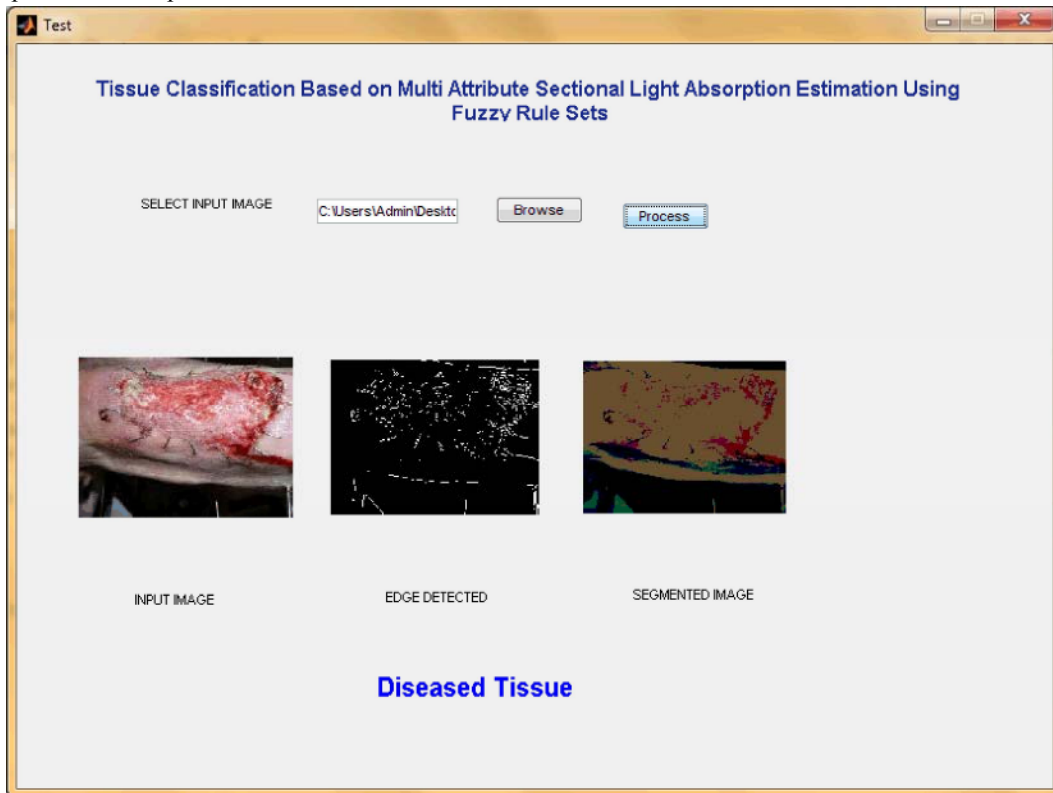 Test
Tissue Classification Based on Multi Attribute Sectional Light Absorption Estimation Using
Fuzzy Rule Sets
SELECT INPUT IMAGE C:\Users\Admin\Deskto Browse Process
INPUT IMAGE EDGE DETECTED SEGMENTED IMAGE
Diseased Tissue